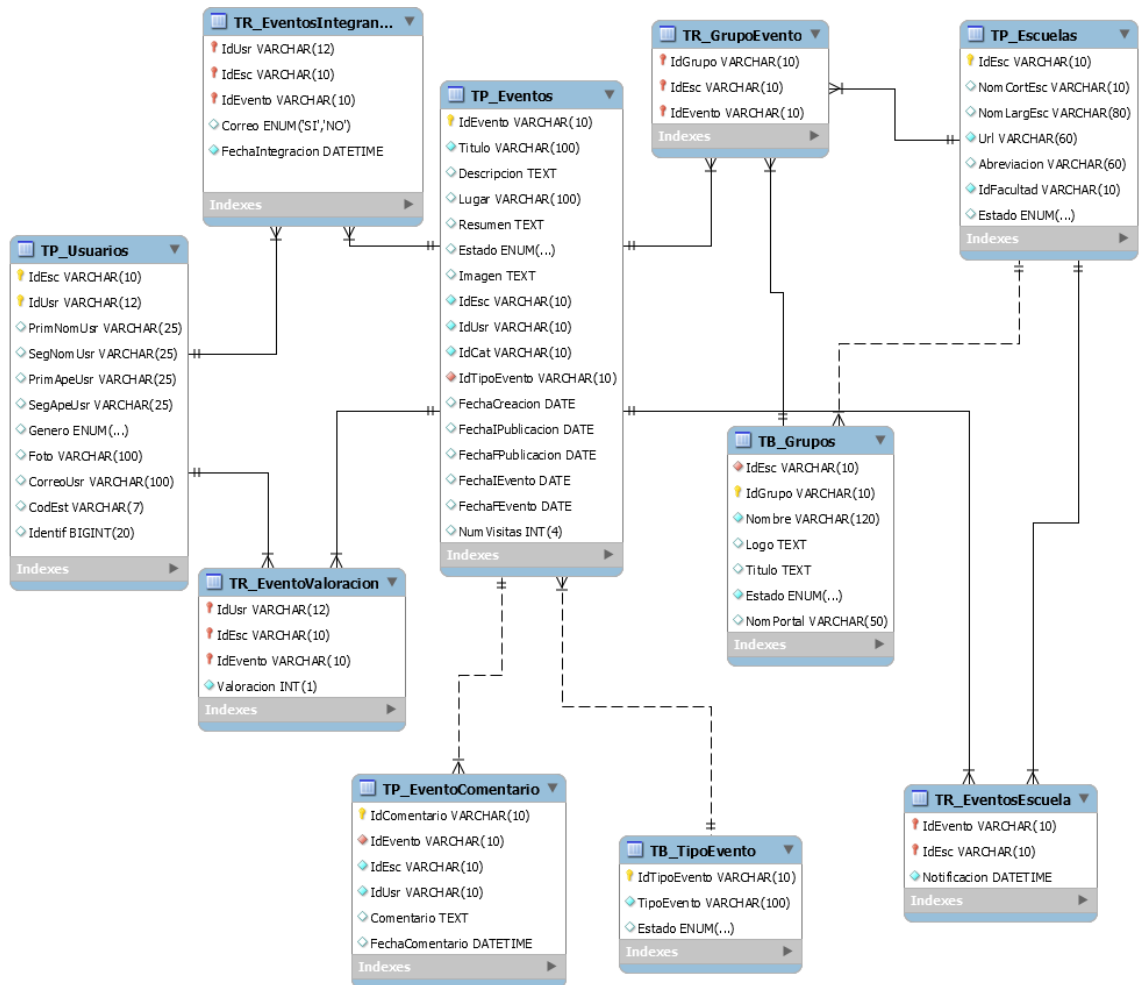 TR_EventosIntegran...
IdUsr VARCHAR(12)
IdEsc VARCHAR(10)
IdEvento VARCHAR(10)
Correo ENUM('SI','NO')
FechaIntegracion DATETIME
Indexes
TR_GrupoEvento
IdGrupo VARCHAR(10)
IdEsc VARCHAR(10)
IdEvento VARCHAR(10)
Indexes
TP_Escuelas
IdEsc VARCHAR(10)
NomCortEsc VARCHAR(10)
NomLargEsc VARCHAR(80)
Url VARCHAR(60)
Abreviacion VARCHAR(60)
IdFacultad VARCHAR(10)
Estado ENUM(...)
Indexes
TP_Eventos
IdEvento VARCHAR(10)
Titulo VARCHAR(100)
Descripcion TEXT
Lugar VARCHAR(100)
Resumen TEXT
Estado ENUM(...)
Imagen TEXT
IdEsc VARCHAR(10)
IdUsr VARCHAR(10)
IdCat VARCHAR(10)
IdTipoEvento VARCHAR(10)
FechaCreacion DATE
FechaIPublicacion DATE
FechaFPublicacion DATE
FechaIEvento DATE
FechaFEvento DATE
NumVisitas INT(4)
Indexes
TP_Usuarios
IdEsc VARCHAR(10)
IdUsr VARCHAR(12)
PrimNomUsr VARCHAR(25)
SegNomUsr VARCHAR(25)
PrimApeUsr VARCHAR(25)
SegApeUsr VARCHAR(25)
Genero ENUM(...)
Foto VARCHAR(100)
CorreoUsr VARCHAR(100)
CodEst VARCHAR(7)
Identif BIGINT(20)
Indexes
TB_Grupos
IdEsc VARCHAR(10)
IdGrupo VARCHAR(10)
Nombre VARCHAR(120)
Logo TEXT
Titulo TEXT
Estado ENUM(...)
NomPortal VARCHAR(50)
Indexes
TR_EventoValoracion
IdUsr VARCHAR(12)
IdEsc VARCHAR(10)
IdEvento VARCHAR(10)
Valoracion INT(1)
Indexes
TP_EventoComentario
IdComentario VARCHAR(10)
IdEvento VARCHAR(10)
IdEsc VARCHAR(10)
IdUsr VARCHAR(10)
Comentario TEXT
FechaComentario DATETIME
Indexes
TB_TipoEvento
IdTipoEvento VARCHAR(10)
TipoEvento VARCHAR(100)
Estado ENUM(...)
Indexes
TR_EventosEscuela
IdEvento VARCHAR(10)
IdEsc VARCHAR(10)
Notificacion DATETIME
Indexes